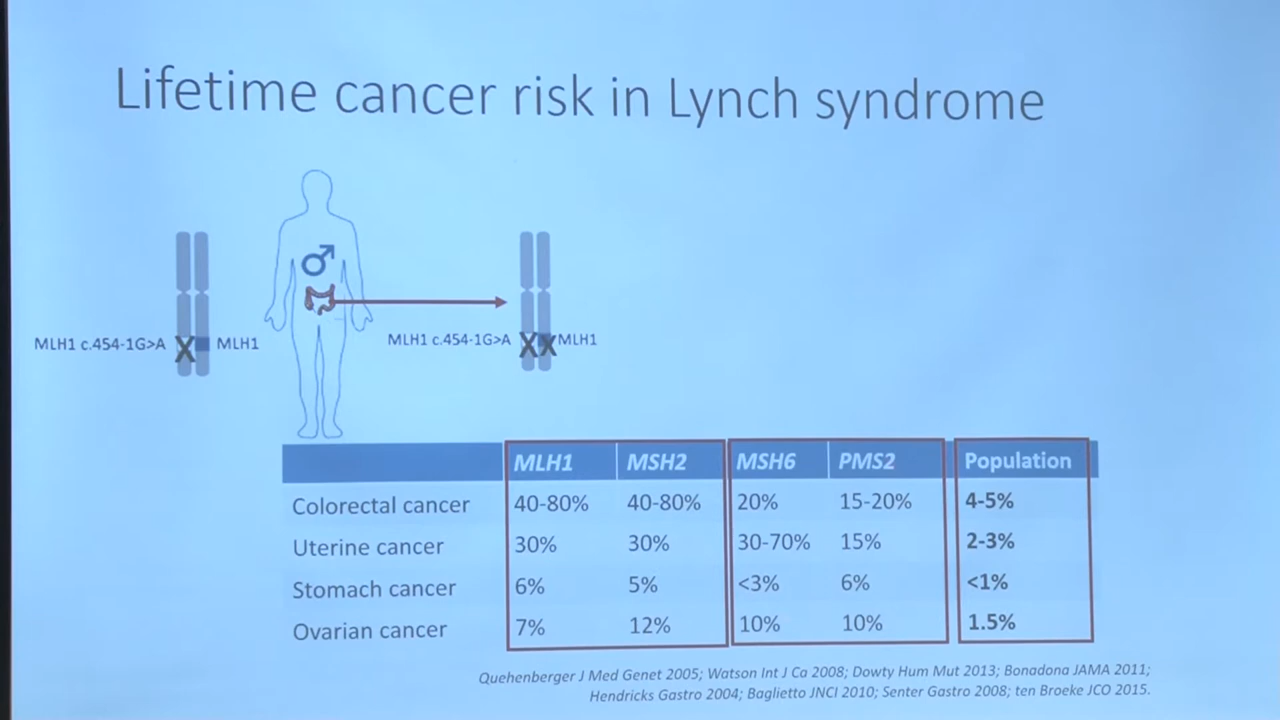 Lifetime cancer risk in Lynch syndrome
♂
MLH1 c.454-1G>A X MLH1
MLH1 c.454-1G>A XX MLH1
MLH1 MSH2 MSH6 PMS2 Population
Colorectal cancer 40-80% 40-80% 20% 15-20% 4-5%
Uterine cancer 30% 30% 30-70% 15% 2-3%
Stomach cancer 6% 5% <3% 6% <1%
Ovarian cancer 7% 12% 10% 10% 1.5%
Quehenberger J Med Genet 2005; Watson Int J Ca 2008; Dowty Hum Mut 2013; Bonadona JAMA 2011;
Hendricks Gastro 2004; Baglietto JNCI 2010; Senter Gastro 2008; ten Broeke JCO 2015.